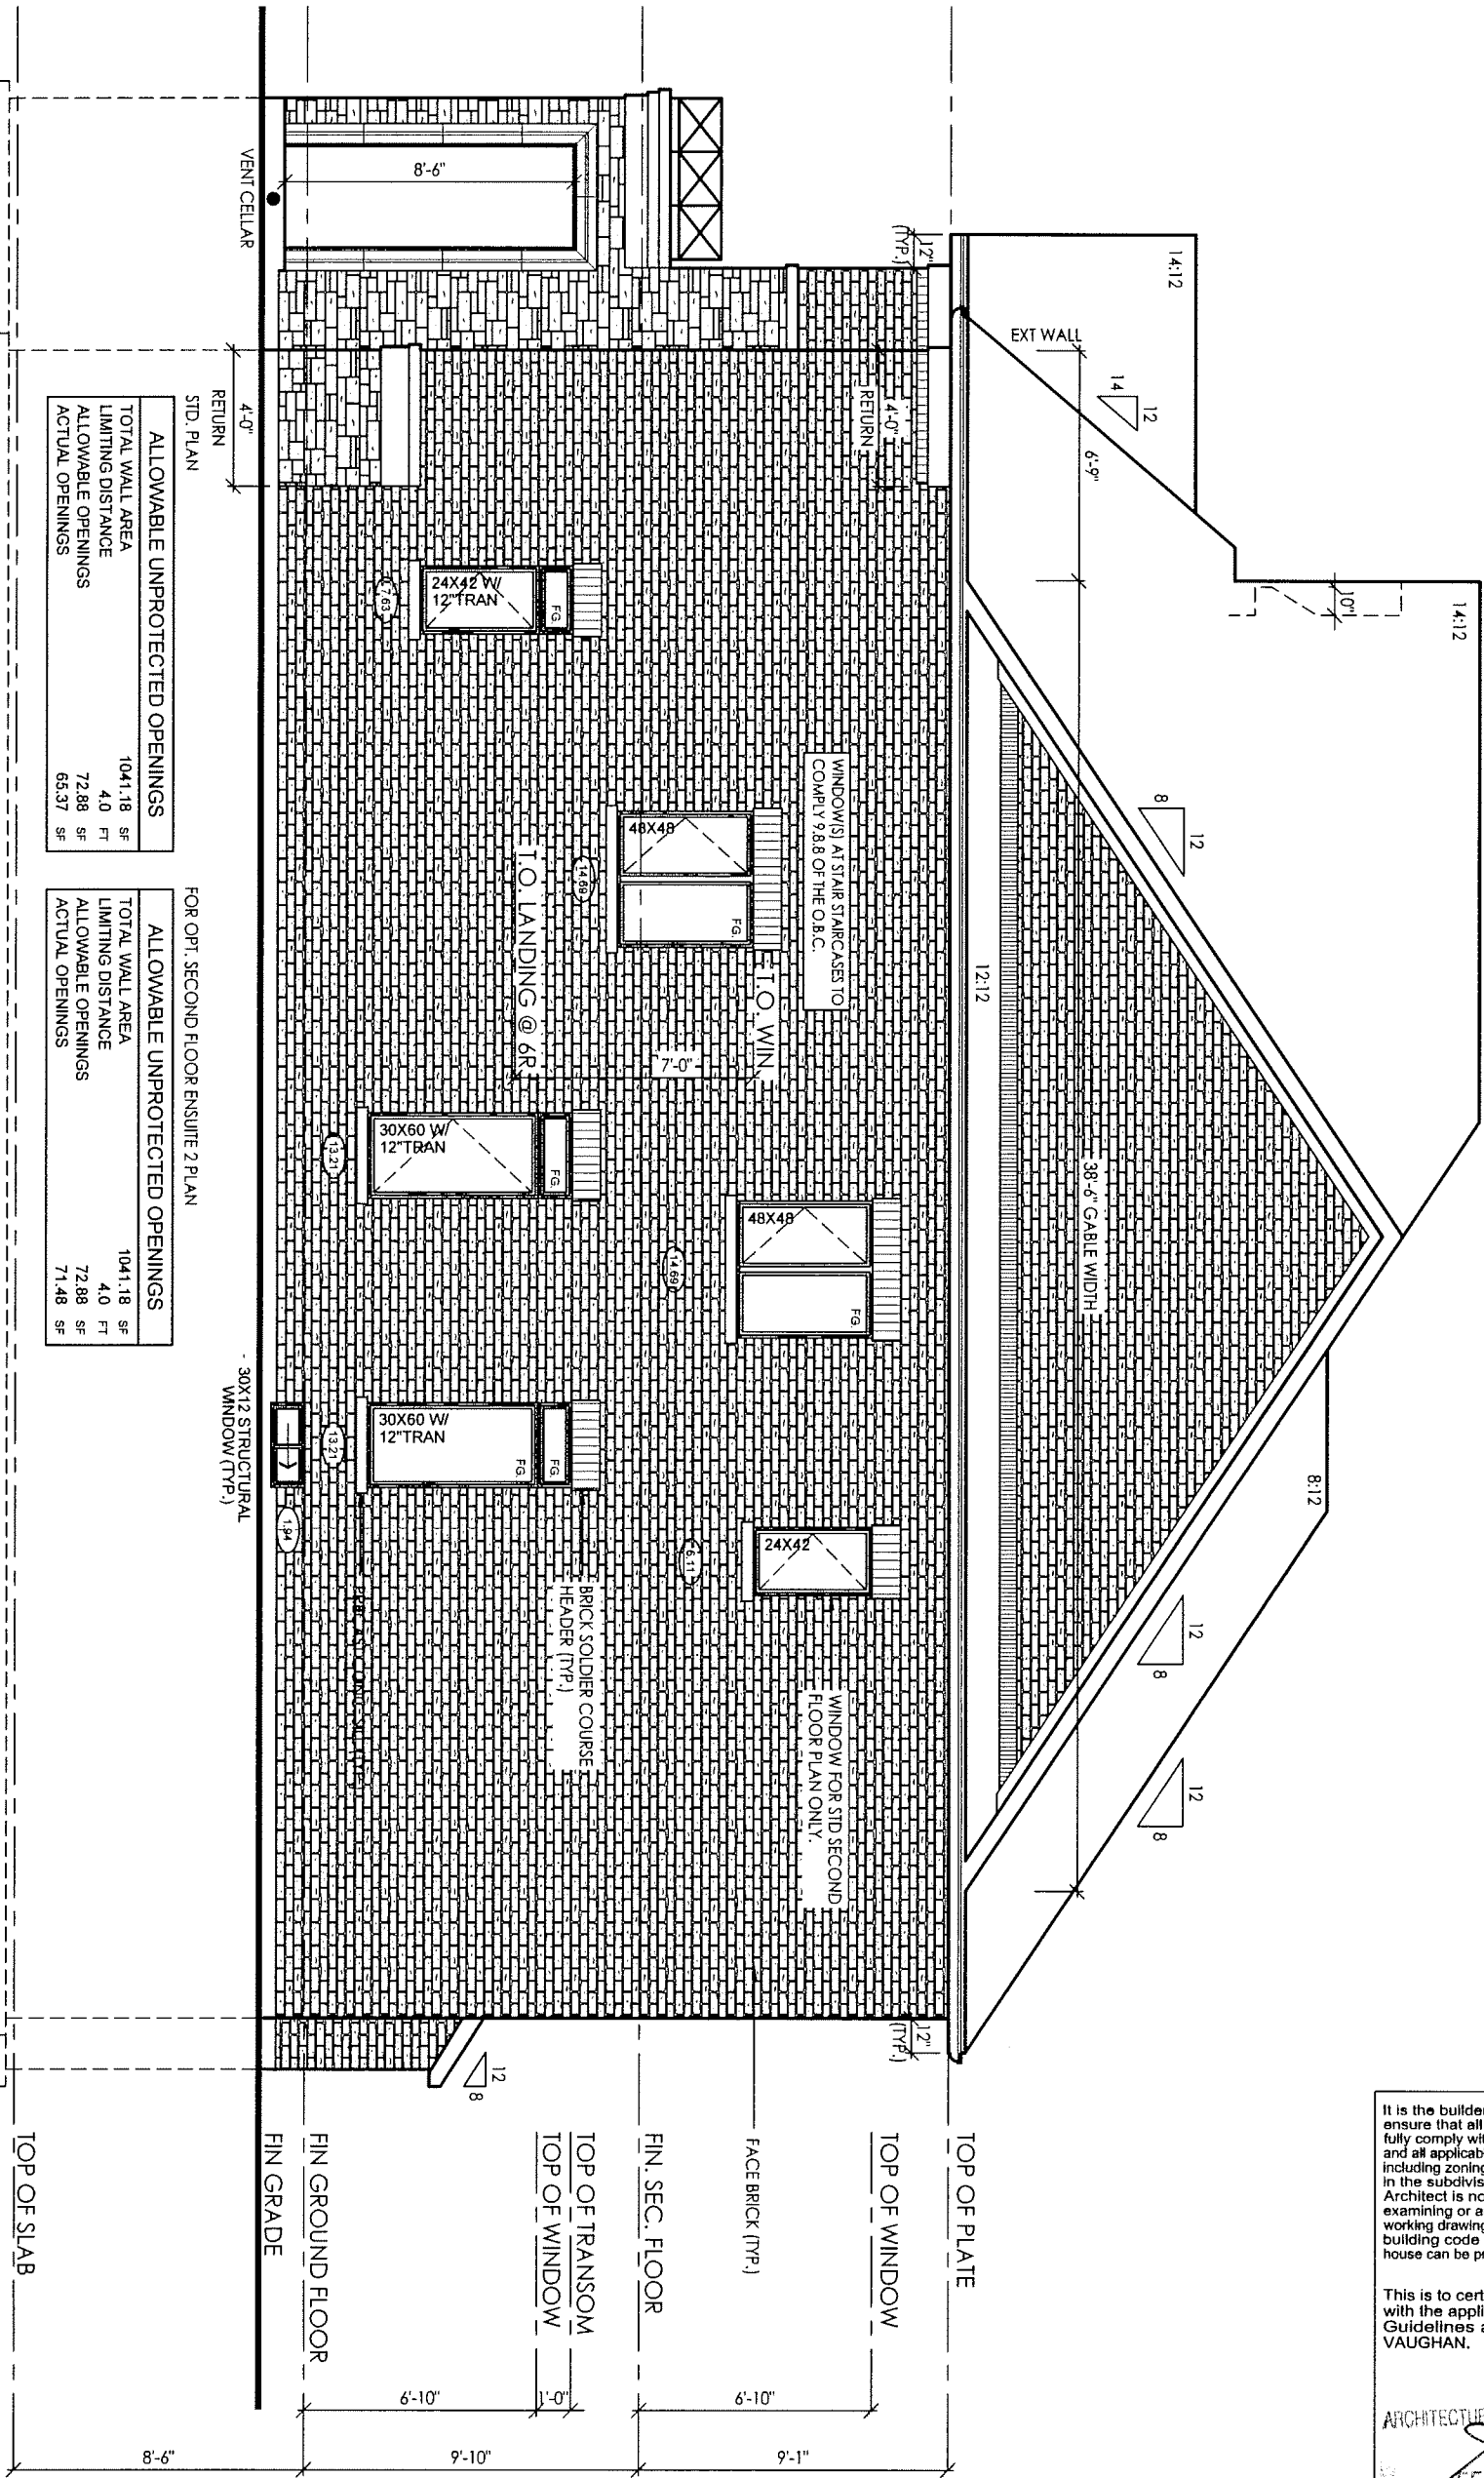 14:12
14:12
12"
(TYP.)
EXT WALL
14
12
6'-9"
10"
8
12
12:12
38'-6" GABLE WIDTH
8:12
12
8
12
8
12"
(TYP.)
8'-6"
VENT CELLAR
4'-0"
RETURN
4'-0"
RETURN
WINDOW(S) AT STAIR STAIRCASES TO
COMPLY 9.8.8 OF THE O.B.C.
T.O. WIN.
7'-0"
T.O. LANDING @ 6R
24X42 W/
12"TRAN
FG.
7.63
48X48
FG.
14.69
30X60 W/
12"TRAN
FG.
13.21
48X48
FG.
14.69
30X60 W/
12"TRAN
FG.
FG.
13.21
24X42
6.11
1.94
WINDOW FOR STD SECOND
FLOOR PLAN ONLY.
BRICK SOLDIER COURSE
HEADER (TYP.)
- 30X12 STRUCTURAL
WINDOW (TYP.)
12
8
TOP OF PLATE
TOP OF WINDOW
FACE BRICK (TYP.)
FIN. SEC. FLOOR
TOP OF TRANSOM
TOP OF WINDOW
FIN GROUND FLOOR
FIN GRADE
TOP OF SLAB
6'-10"
1'-0"
6'-10"
9'-1"
9'-10"
8'-6"
STD. PLAN
ALLOWABLE UNPROTECTED OPENINGS
TOTAL WALL AREA 1041.18 SF
LIMITING DISTANCE 4.0 FT
ALLOWABLE OPENINGS 72.88 SF
ACTUAL OPENINGS 65.37 SF
FOR OPT. SECOND FLOOR ENSUITE 2 PLAN
ALLOWABLE UNPROTECTED OPENINGS
TOTAL WALL AREA 1041.18 SF
LIMITING DISTANCE 4.0 FT
ALLOWABLE OPENINGS 72.88 SF
ACTUAL OPENINGS 71.48 SF
It is the builder
ensure that all
fully comply wi
and all applicab
including zoning
in the subdivis
Architect is no
examining or a
working drawing
building code
house can be p
This is to cert
with the appli
Guidelines a
VAUGHAN.